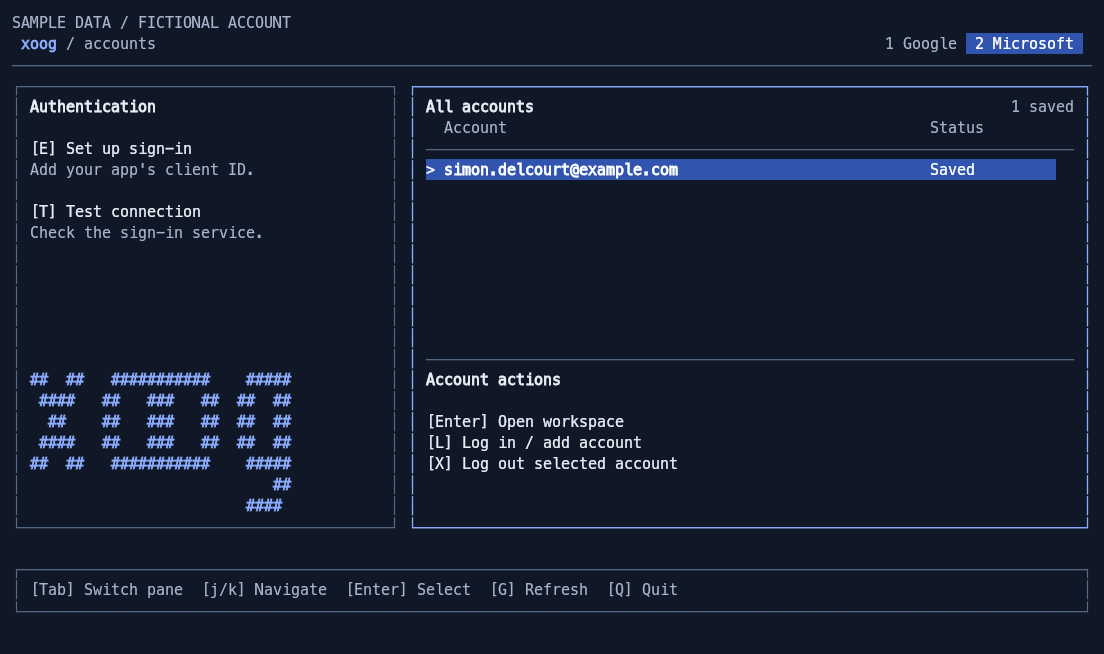 SAMPLE DATA / FICTIONAL ACCOUNT
xoog / accounts
1 Google
2 Microsoft
Authentication
[E] Set up sign-in
Add your app's client ID.
[T] Test connection
Check the sign-in service.
##  ##   ###########    #####
 ####   ##   ###   ##  ##  ##
  ##    ##   ###   ##  ##  ##
 ####   ##   ###   ##  ##  ##
##  ##   ###########    #####
                           ##
                        ####
All accounts
1 saved
Account
Status
> simon.delcourt@example.com
Saved
Account actions
[Enter] Open workspace
[L] Log in / add account
[X] Log out selected account
[Tab] Switch pane  [j/k] Navigate  [Enter] Select  [G] Refresh  [Q] Quit